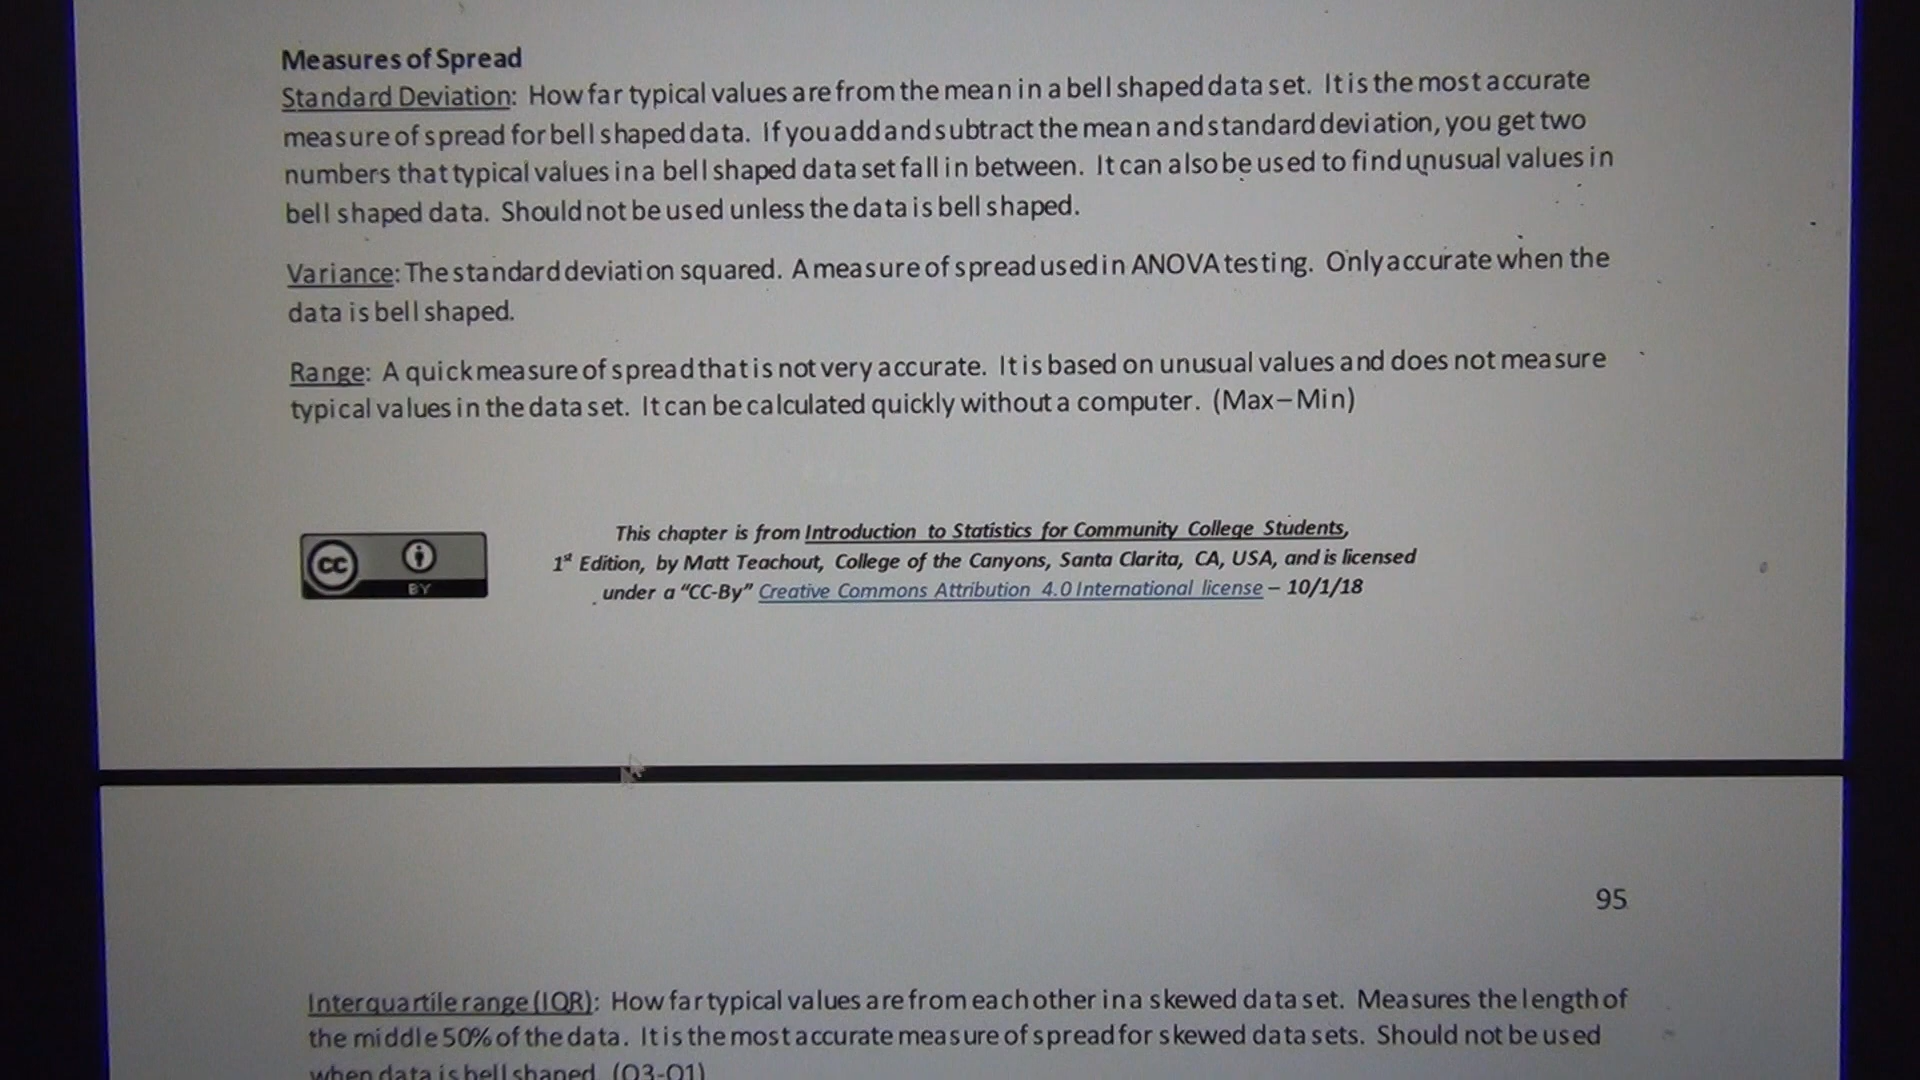 Measures of Spread
Standard Deviation: How far typical values are from the mean in a bell shaped data set. It is the most accurate
measure of spread for bell shaped data. If you add and subtract the mean and standard deviation, you get two
numbers that typical values in a bell shaped data set fall in between. It can also be used to find unusual values in
bell shaped data. Should not be used unless the data is bell shaped.
Variance: The standard deviation squared. A measure of spread used in ANOVA testing. Only accurate when the
data is bell shaped.
Range: A quick measure of spread that is not very accurate. It is based on unusual values and does not measure
typical values in the data set. It can be calculated quickly without a computer. (Max–Min)
CC BY
This chapter is from Introduction to Statistics for Community College Students,
1st Edition, by Matt Teachout, College of the Canyons, Santa Clarita, CA, USA, and is licensed
under a "CC-By" Creative Commons Attribution 4.0 International license – 10/1/18
95
Interquartile range (IQR): How far typical values are from each other in a skewed data set. Measures the length of
the middle 50% of the data. It is the most accurate measure of spread for skewed data sets. Should not be used
when data is bell shaped. (Q3-Q1)